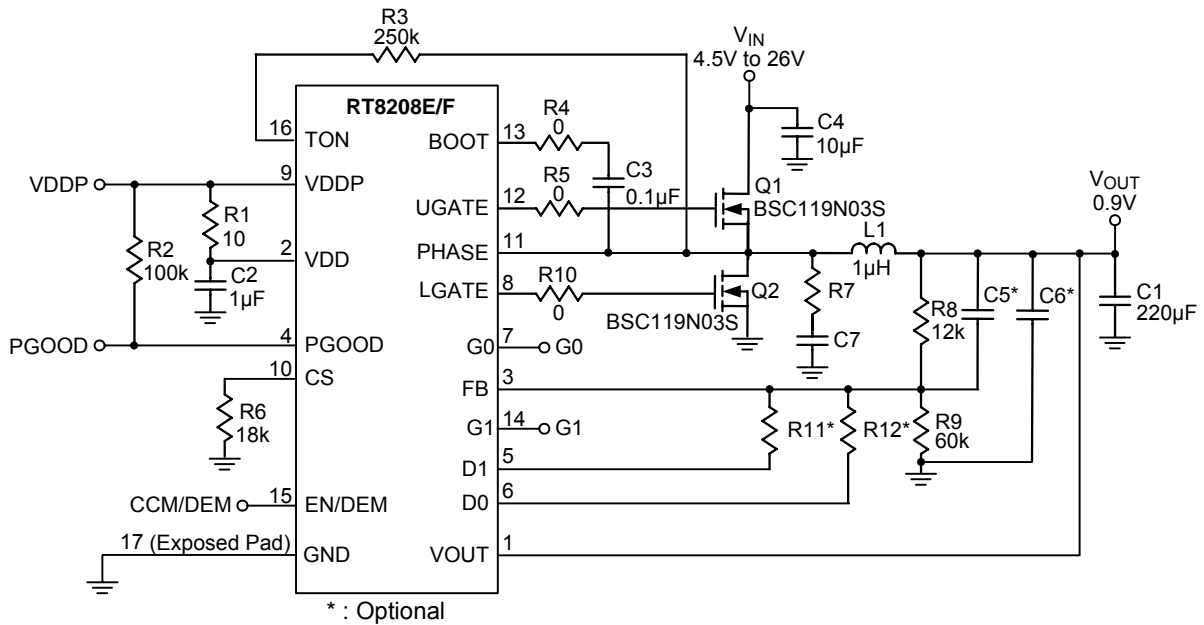 R3
250k
V_IN
4.5V to 26V
RT8208E/F
16 TON
BOOT 13
R4
0
C4
10µF
VDDP
9 VDDP
C3
0.1µF
R5
0
UGATE 12
Q1
BSC119N03S
V_OUT
0.9V
R1
10
R2
100k
2 VDD
PHASE 11
L1
1µH
C2
1µF
LGATE 8
R10
0
Q2
BSC119N03S
R7
C7
R8
12k
C5*
C6*
C1
220µF
PGOOD
4 PGOOD
G0 7 G0
10 CS
FB 3
R6
18k
G1 14 G1
R11*
R12*
R9
60k
D1 5
D0 6
CCM/DEM
15 EN/DEM
17 (Exposed Pad)
GND
VOUT 1
* : Optional